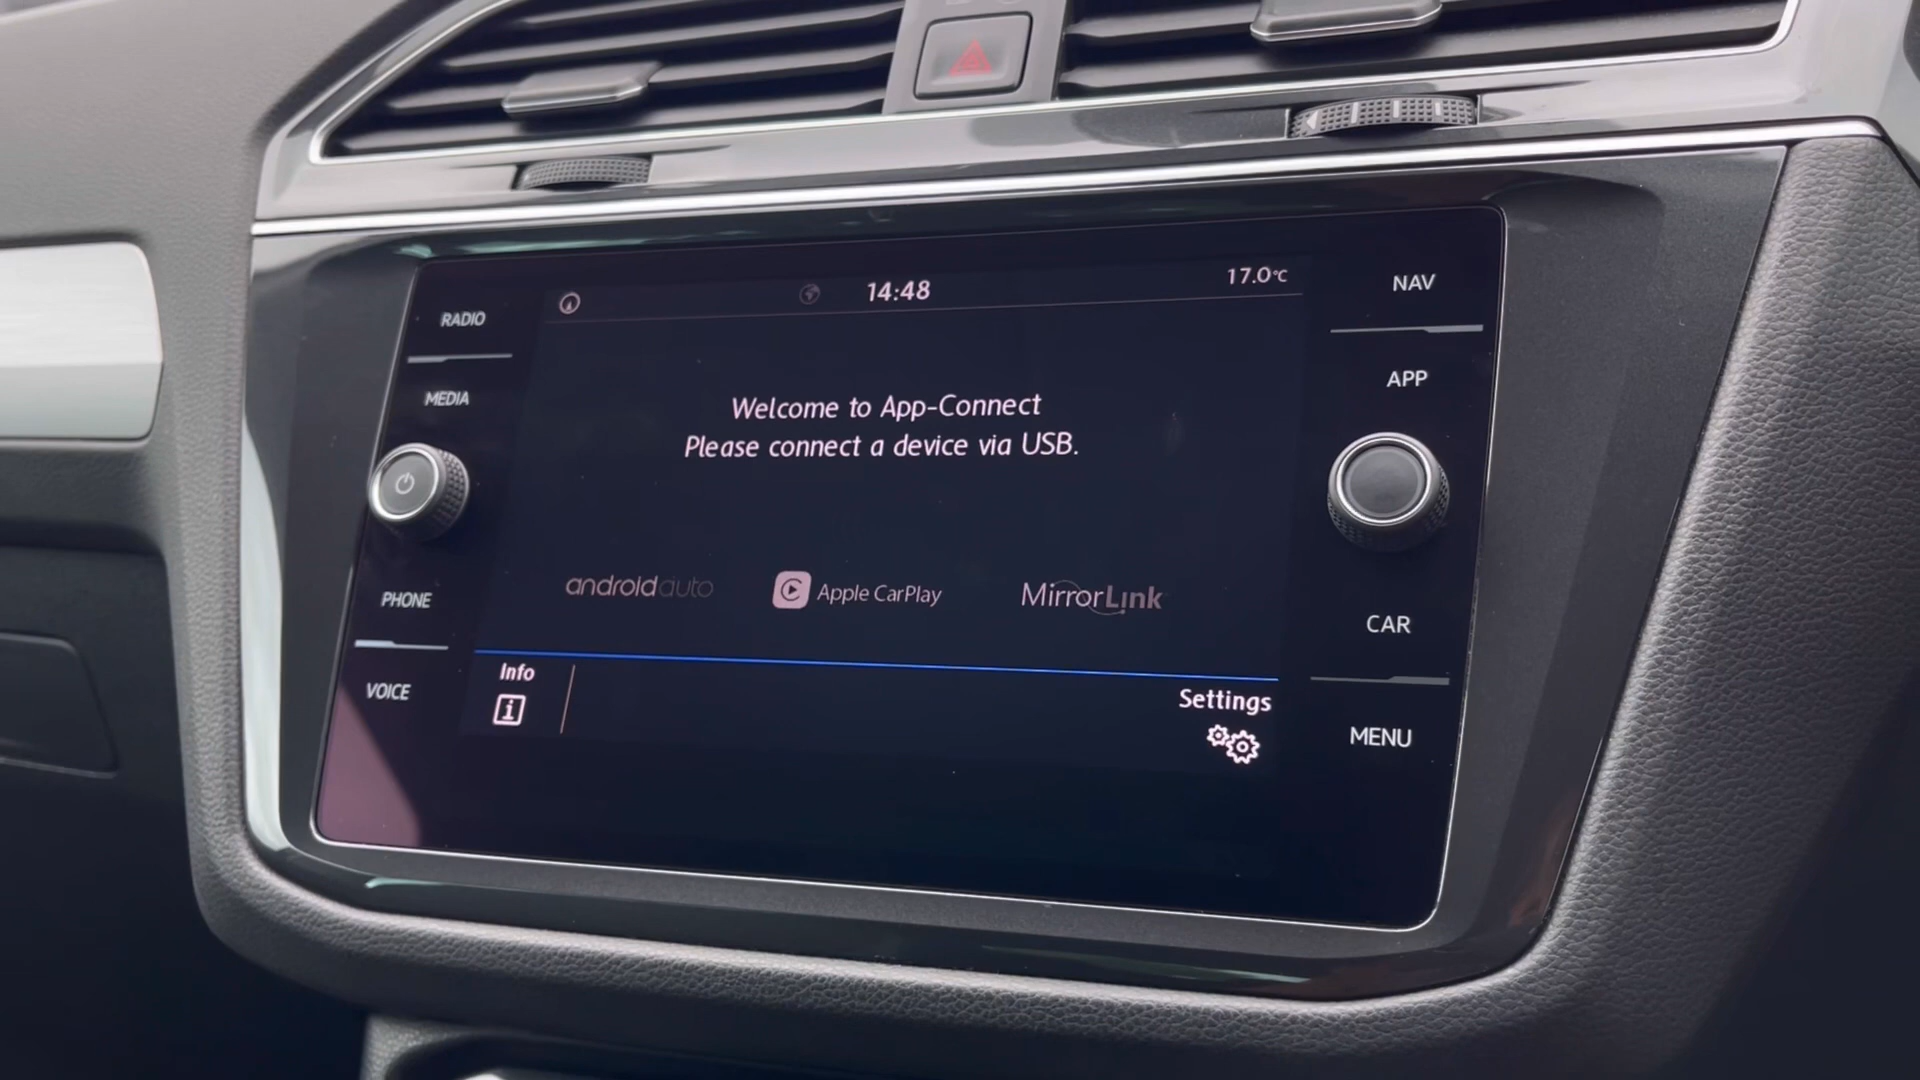 14:48
17.0°C
RADIO
MEDIA
PHONE
VOICE
NAV
APP
CAR
MENU
Welcome to App-Connect
Please connect a device via USB.
androidauto
Apple CarPlay
MirrorLink
Info
Settings